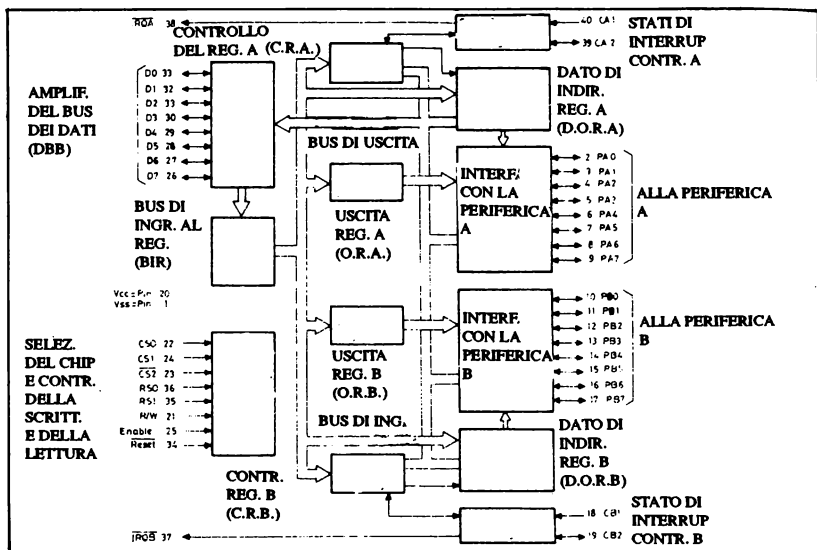 IRQA 38
CONTROLLO
DEL REG. A (C.R.A.)
40 CA1
39 CA2
STATI DI
INTERRUP
CONTR. A
AMPLIF.
DEL BUS
DEI DATI
(DBB)
D0 33
D1 32
D2 33
D3 30
D4 29
D5 28
D6 27
D7 26
DATO DI
INDIR.
REG. A
(D.O.R.A)
BUS DI USCITA
BUS DI
INGR. AL
REG.
(BIR)
USCITA
REG. A
(O.R.A.)
INTERF.
CON LA
PERIFERICA
A
2 PA0
3 PA1
4 PA2
5 PA2
6 PA4
7 PA5
8 PA6
9 PA7
ALLA PERIFERICA
A
Vcc=Pin 20
Vss=Pin 1
SELEZ.
DEL CHIP
E CONTR.
DELLA
SCRITT.
E DELLA
LETTURA
CS0 22
CS1 24
CS2 23
RS0 36
RS1 35
R/W 21
Enable 25
Reset 34
USCITA
REG. B
(O.R.B.)
INTERF.
CON LA
PERIFERICA
B
10 PB0
11 PB1
12 PB2
13 PB3
14 PB4
15 PB5
16 PB6
17 PB7
ALLA PERIFERICA
B
BUS DI ING.
CONTR.
REG. B
(C.R.B.)
DATO DI
INDIR.
REG. B
(D.O.R.B)
IROB 37
18 CB1
19 CB2
STATO DI
INTERRUP
CONTR. B